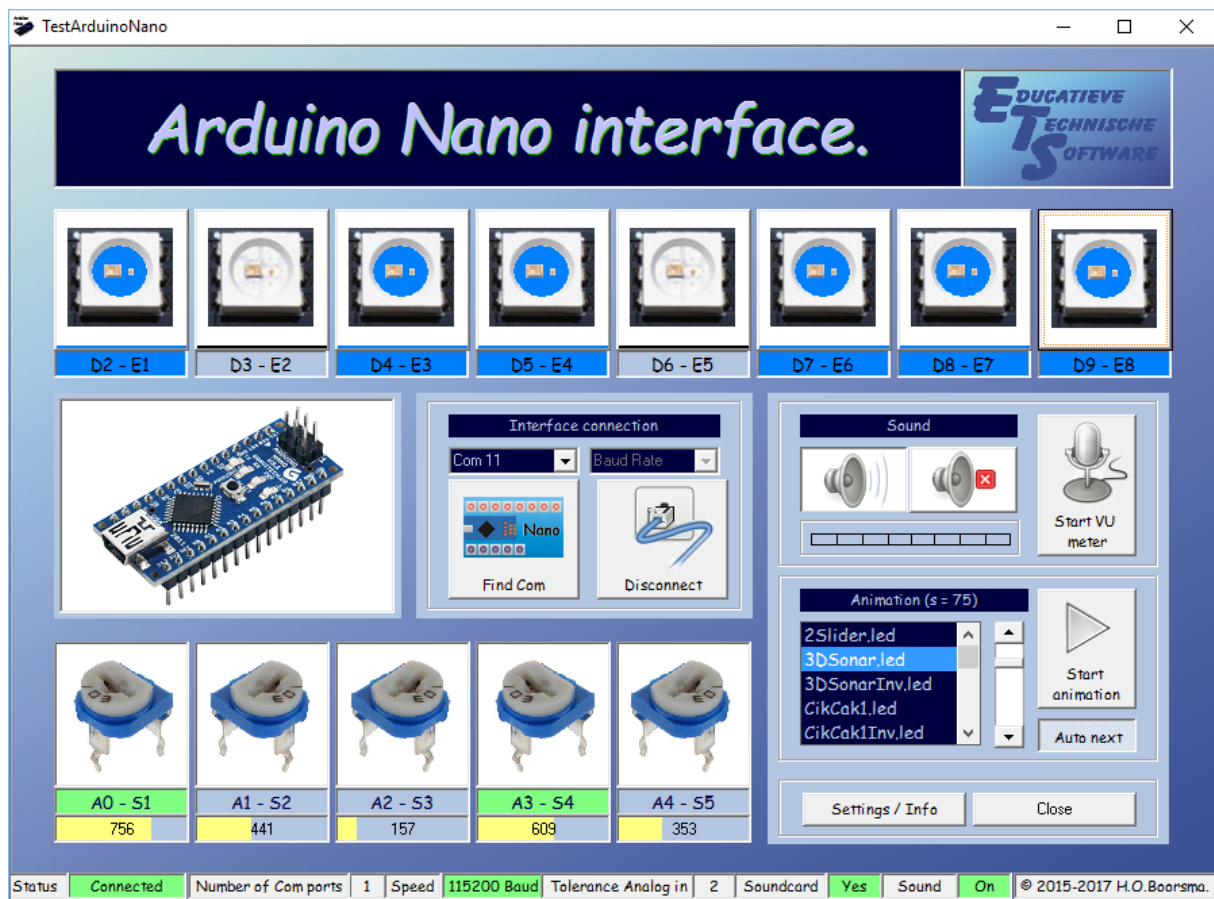 TestArduinoNano
Arduino Nano interface.
EDUCATIEVE
TECHNISCHE
SOFTWARE
D2 - E1
D3 - E2
D4 - E3
D5 - E4
D6 - E5
D7 - E6
D8 - E7
D9 - E8
Interface connection
Com 11
Baud Rate
Nano
Find Com
Disconnect
Sound
Start VU
meter
Animation (s = 75)
2Slider.led
3DSonar.led
3DSonarInv.led
CikCak1.led
CikCak1Inv.led
Start
animation
Auto next
A0 - S1
A1 - S2
A2 - S3
A3 - S4
A4 - S5
756
441
157
609
353
Settings / Info
Close
Status
Connected
Number of Com ports
1
Speed
115200 Baud
Tolerance Analog in
2
Soundcard
Yes
Sound
On
© 2015-2017 H.O.Boorsma.